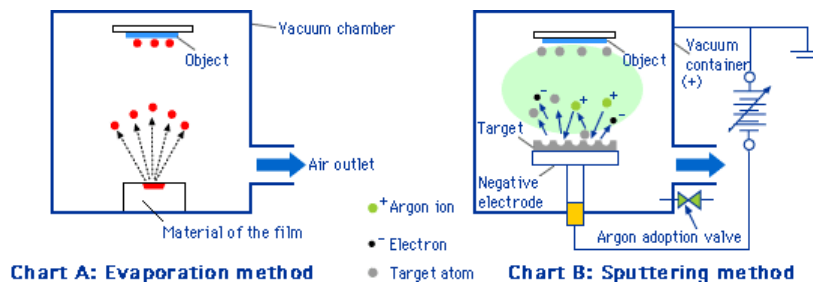 Vacuum chamber
Object
Air outlet
Material of the film
Chart A: Evaporation method
+ Argon ion
- Electron
Target atom
Vacuum
container
(+)
Object
- + +
-
Target
Negative
electrode
Argon adoption valve
Chart B: Sputtering method